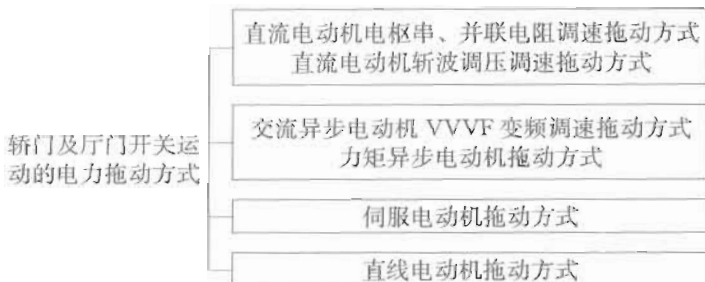 直流电动机电枢串、并联电阻调速拖动方式
直流电动机斩波调压调速拖动方式
轿门及厅门开关运
动的电力拖动方式
交流异步电动机 VVVF 变频调速拖动方式
力矩异步电动机拖动方式
伺服电动机拖动方式
直线电动机拖动方式